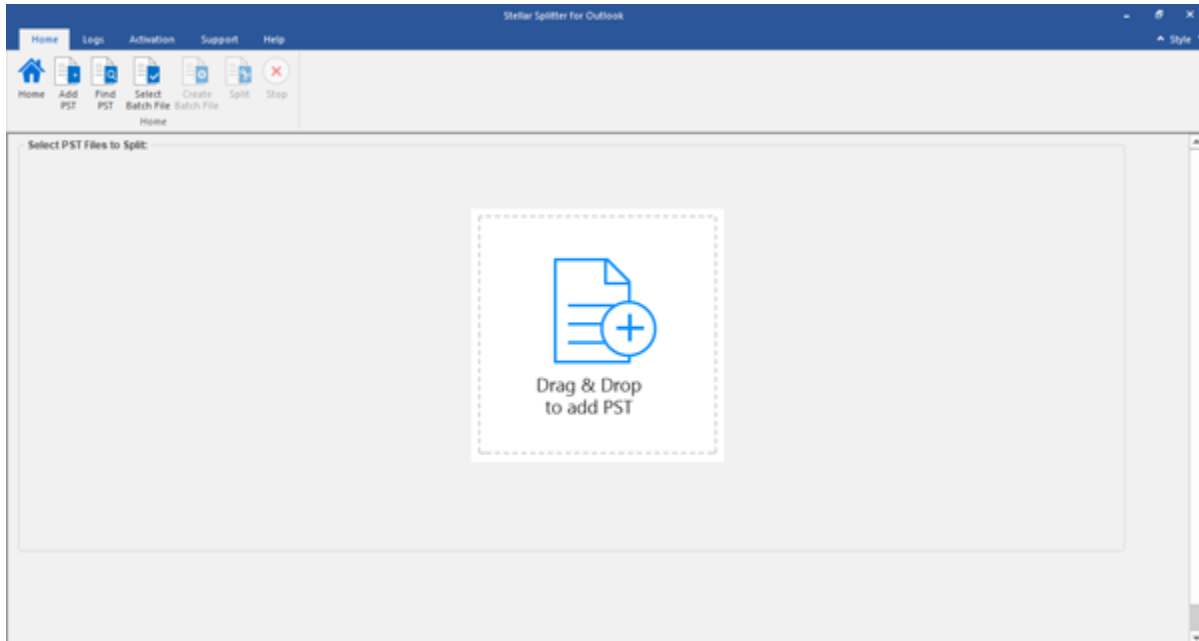 Stellar Splitter for Outlook
Home Logs Activation Support Help
Style
Home Add PST Find PST Select Batch File Create Batch File Split Stop
Home
Select PST Files to Split:
Drag & Drop
to add PST